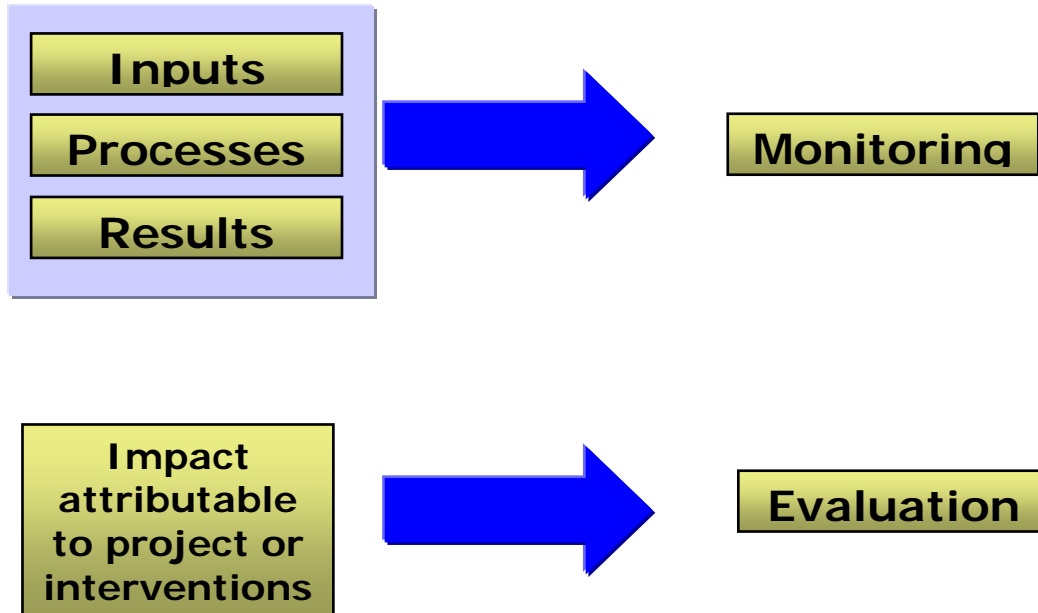 Inputs
Processes
Results
Monitoring
Impact
attributable
to project or
interventions
Evaluation